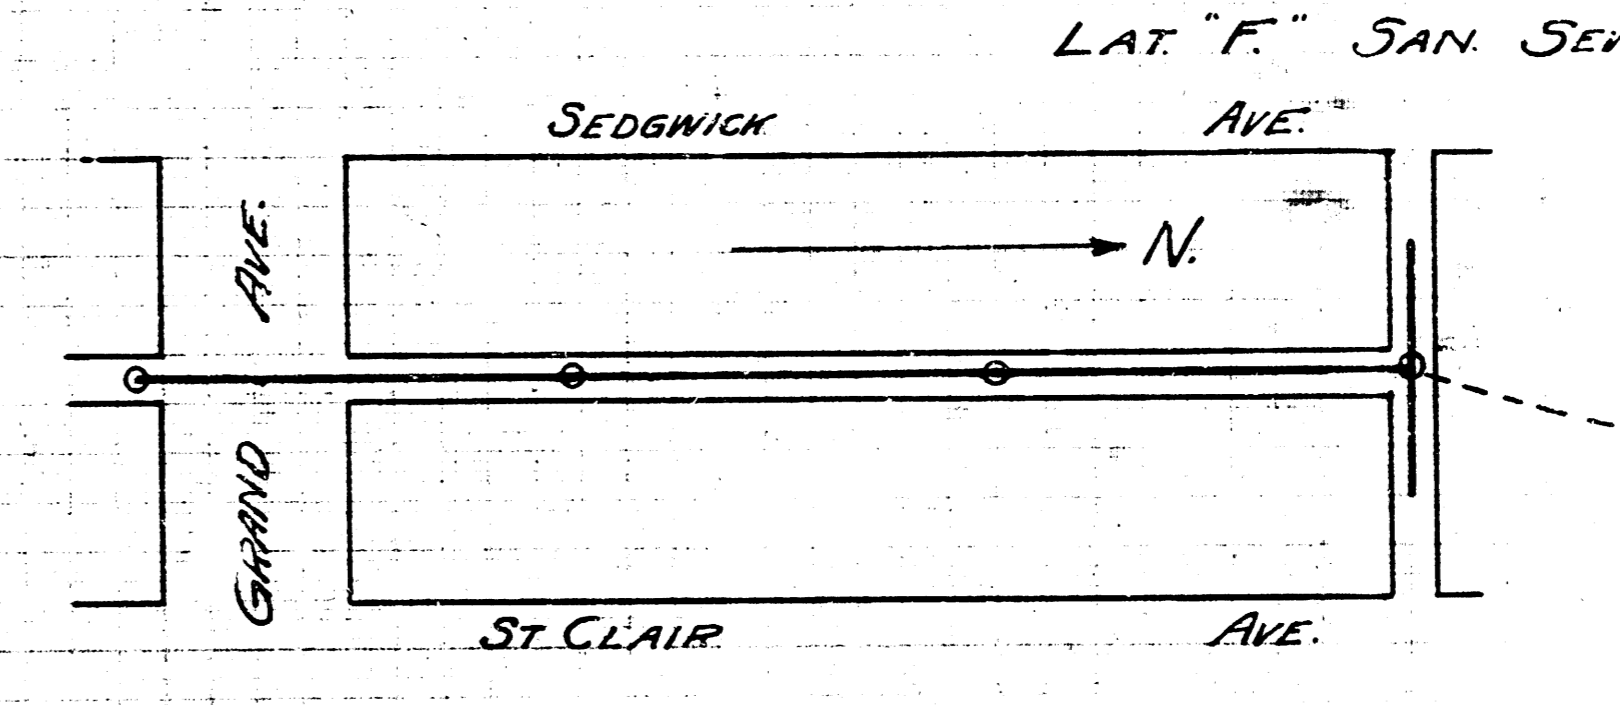 LAT. "F." SAN.
SEDGWICK AVE.
N.
GRAND AVE.
ST CLAIR AVE.